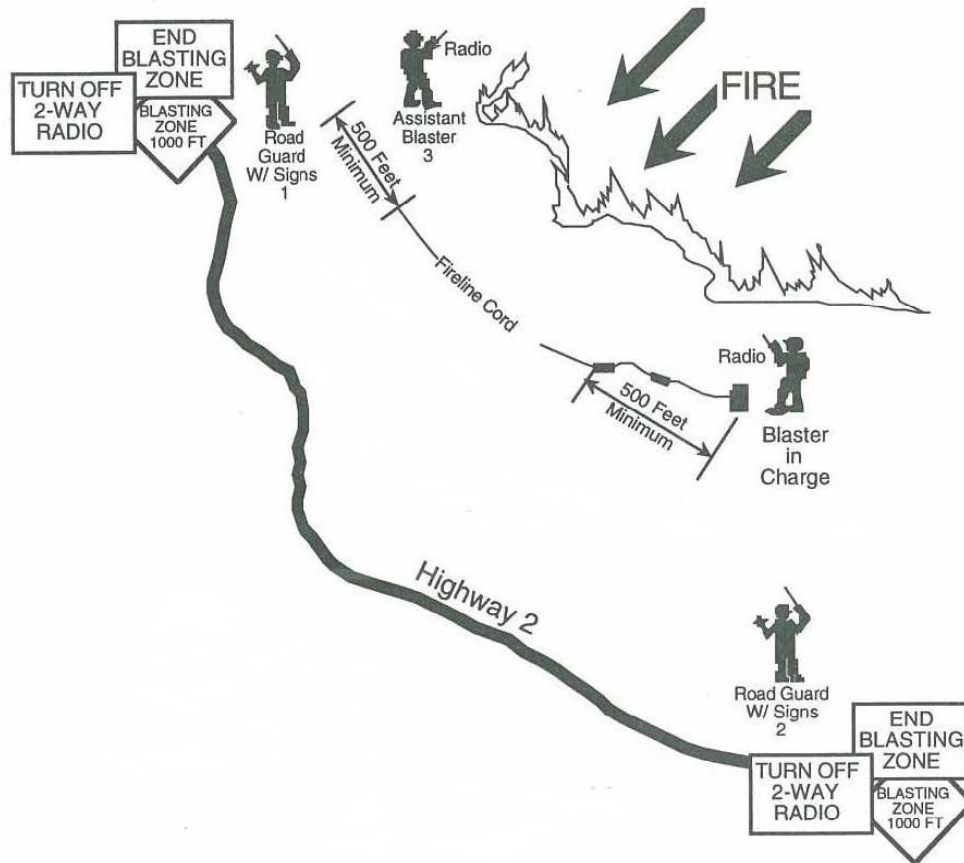 END
BLASTING
ZONE
TURN OFF
2-WAY
RADIO
BLASTING
ZONE
1000 FT
Road
Guard
W/ Signs
1
Radio
Assistant
Blaster
3
FIRE
500 Feet
Minimum
Fireline Cord
Radio
500 Feet
Minimum
Blaster
in
Charge
Highway 2
Road Guard
W/ Signs
2
END
BLASTING
ZONE
TURN OFF
2-WAY
RADIO
BLASTING
ZONE
1000 FT